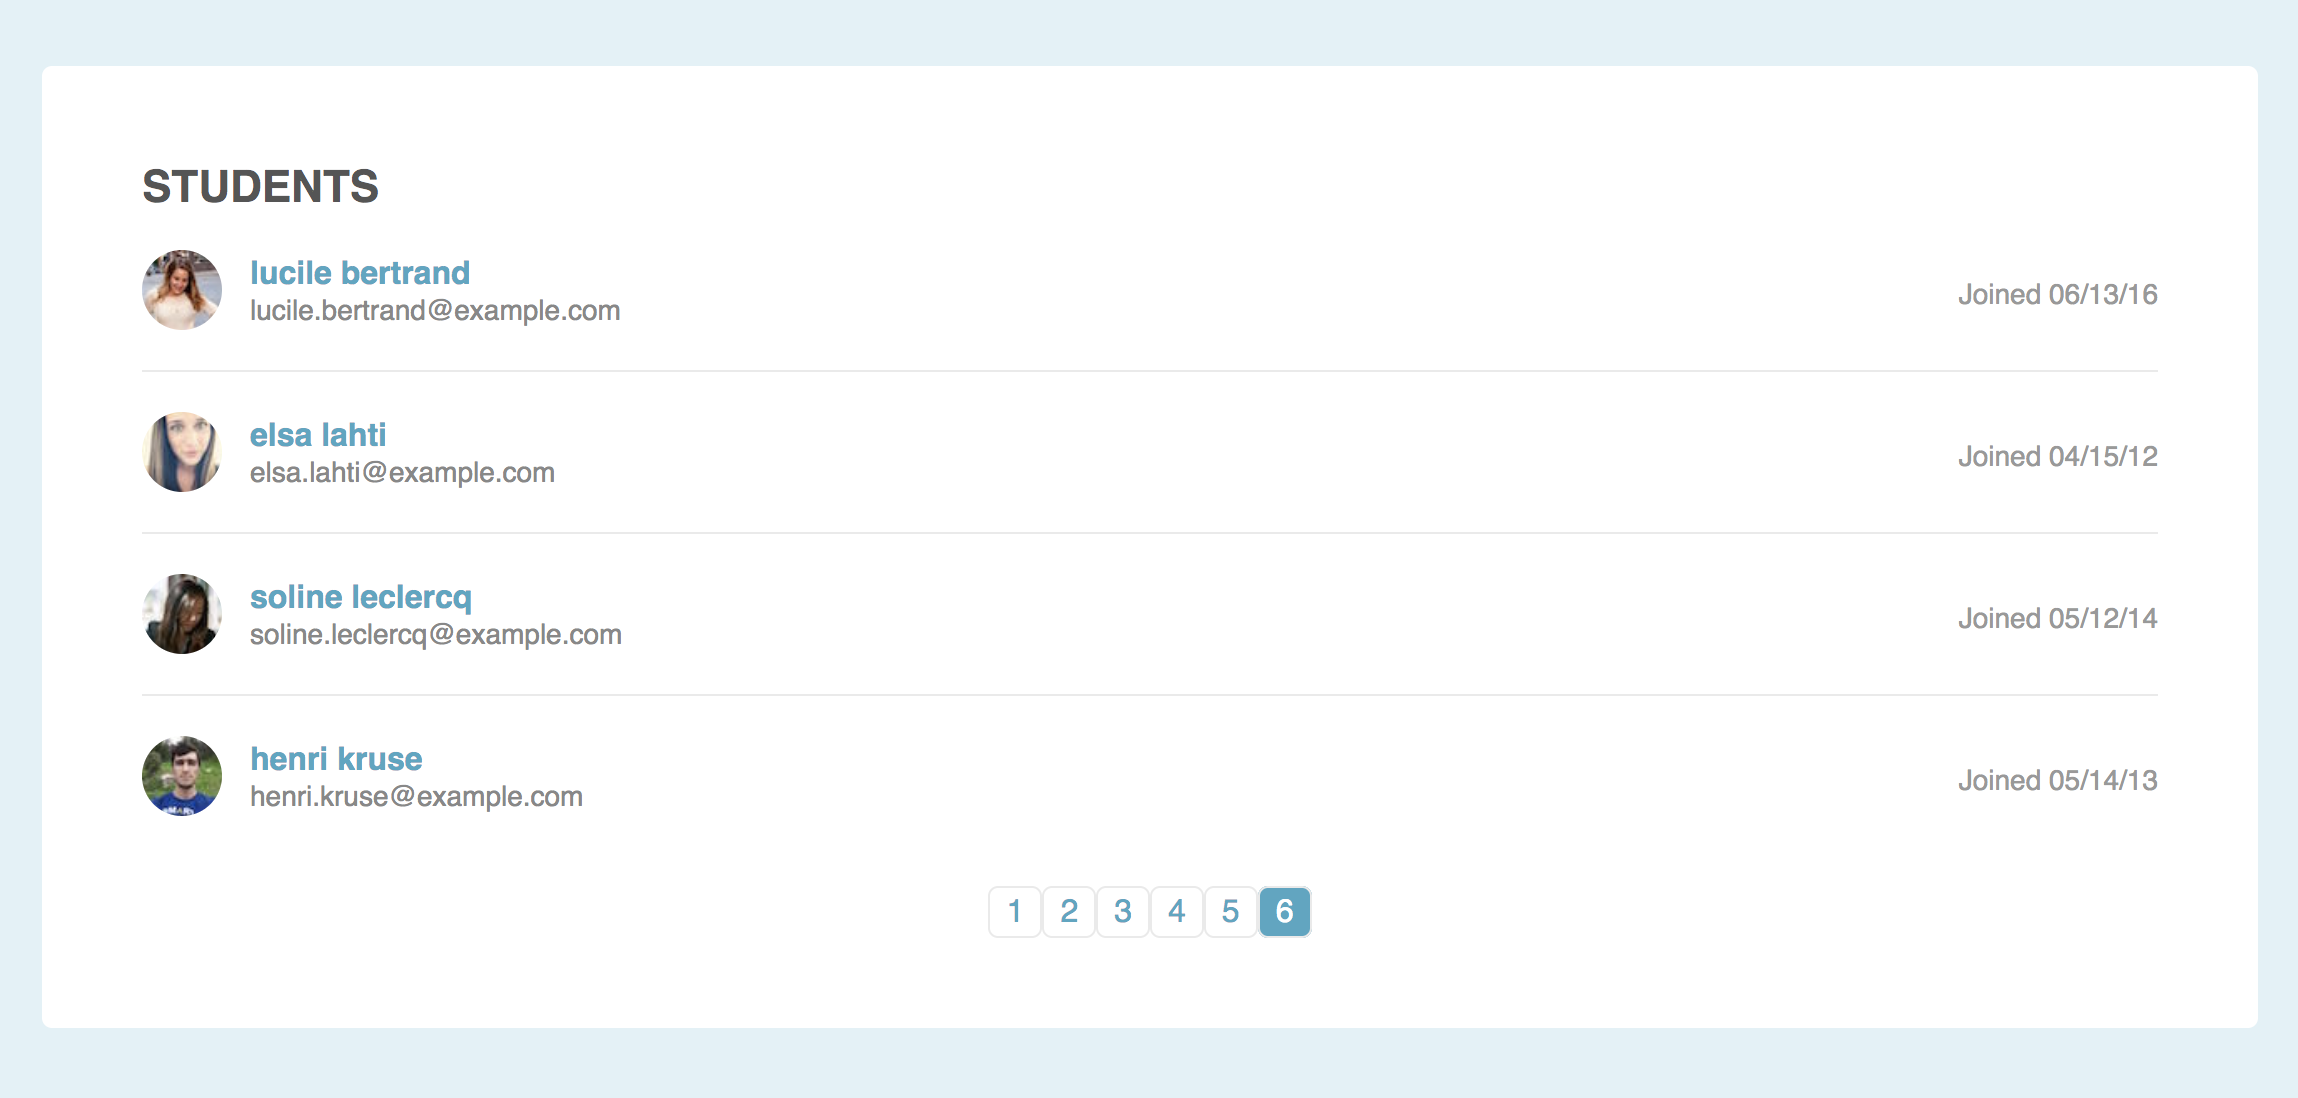 STUDENTS
lucile bertrand
lucile.bertrand@example.com
Joined 06/13/16
elsa lahti
elsa.lahti@example.com
Joined 04/15/12
soline leclercq
soline.leclercq@example.com
Joined 05/12/14
henri kruse
henri.kruse@example.com
Joined 05/14/13
1 2 3 4 5 6